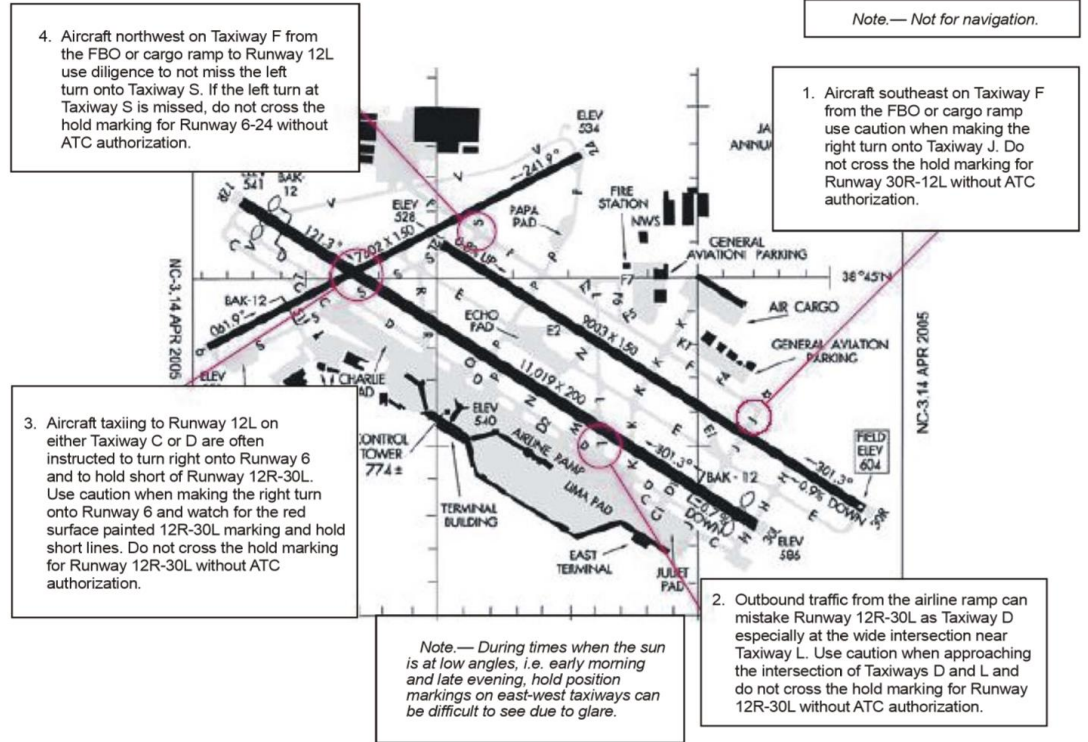 4. Aircraft northwest on Taxiway F from
the FBO or cargo ramp to Runway 12L
use diligence to not miss the left
turn onto Taxiway S. If the left turn at
Taxiway S is missed, do not cross the
hold marking for Runway 6-24 without
ATC authorization.
Note.— Not for navigation.
1. Aircraft southeast on Taxiway F
from the FBO or cargo ramp
use caution when making the
right turn onto Taxiway J. Do
not cross the hold marking for
Runway 30R-12L without ATC
authorization.
3. Aircraft taxiing to Runway 12L on
either Taxiway C or D are often
instructed to turn right onto Runway 6
and to hold short of Runway 12R-30L.
Use caution when making the right turn
onto Runway 6 and watch for the red
surface painted 12R-30L marking and hold
short lines. Do not cross the hold marking
for Runway 12R-30L without ATC
authorization.
Note.— During times when the sun
is at low angles, i.e. early morning
and late evening, hold position
markings on east-west taxiways can
be difficult to see due to glare.
2. Outbound traffic from the airline ramp can
mistake Runway 12R-30L as Taxiway D
especially at the wide intersection near
Taxiway L. Use caution when approaching
the intersection of Taxiways D and L and
do not cross the hold marking for Runway
12R-30L without ATC authorization.
NC-3.14 APR 2005
NC-3.14 APR 2005
ELEV
534
24
241.9°
541
BAK-
12
121.3°
ELEV
528
PAPA
PAD
FIRE
STATION
NWS
GENERAL
AVIATION PARKING
38°45'N
AIR CARGO
GENERAL AVIATION
PARKING
F7
F5
F4
E2
BAK-12
061.9°
6
ELEV
ECHO
PAD
9003 X 150
11,019 X 200
CHARLIE
ELEV
540
TOWER
774±
AIRLINE RAMP
LIMA PAD
TERMINAL
BUILDING
EAST
TERMINAL
JULIET
PAD
301.3°
BAK-12
301.3°
0.9% DOWN
30R
30L
ELEV
586
FIELD
ELEV
604